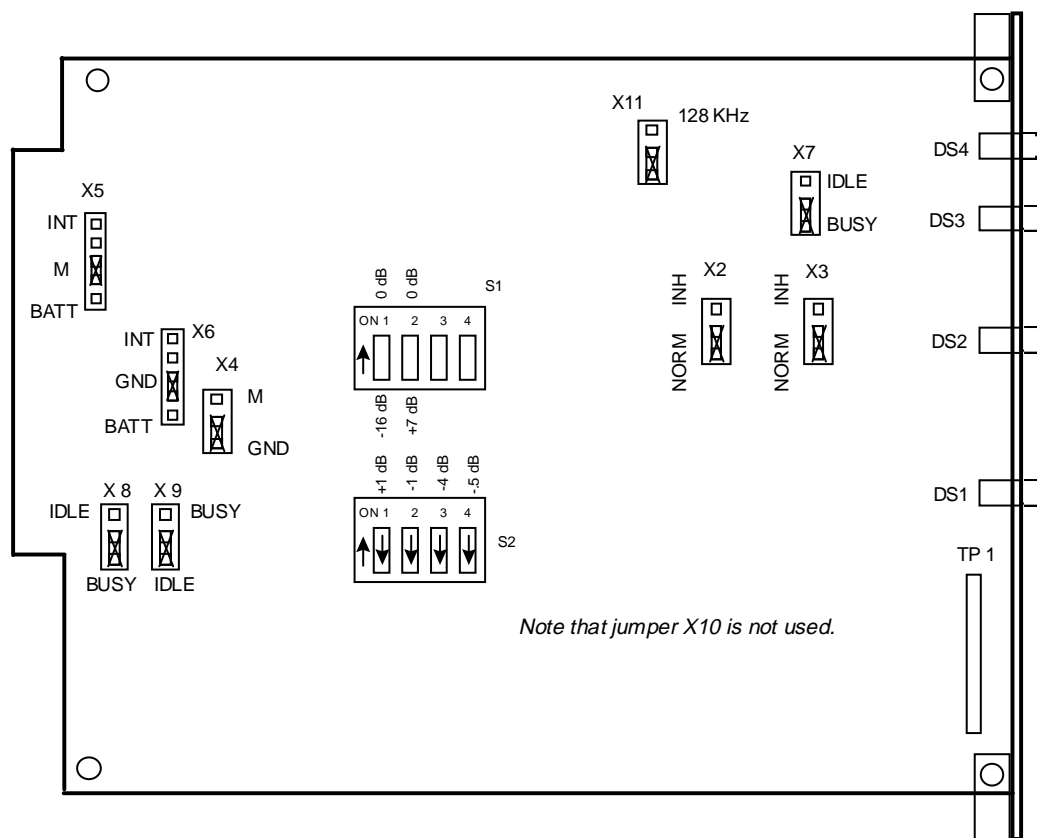 X11
128 KHz
DS4
X7
IDLE
BUSY
DS3
X5
INT
M
BATT
0 dB
0 dB
S1
ON 1 2 3 4
-16 dB
+7 dB
X2
INH
NORM
X3
INH
NORM
DS2
X6
INT
GND
BATT
X4
M
GND
+1 dB
-1 dB
-4 dB
-.5 dB
ON 1 2 3 4
S2
DS1
X 8
IDLE
BUSY
X 9
BUSY
IDLE
TP 1
Note that jumper X10 is not used.